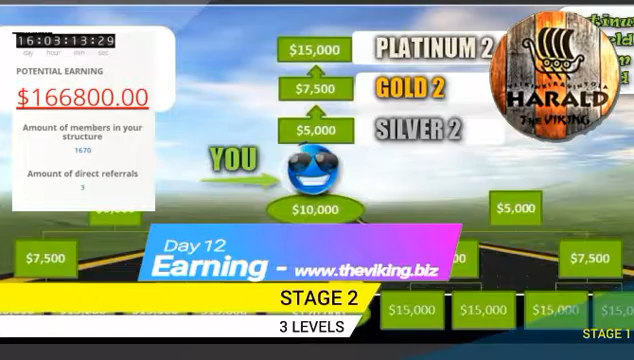 16:03:13:29
day hour min sec
POTENTIAL EARNING
$166800.00
Amount of members in your
structure
1670
Amount of direct referrals
3
$15,000 PLATINUM 2
$7,500 GOLD 2
$5,000 SILVER 2
YOU
$10,000
HARALD
THE VIKING
$5,000
$7,500
$7,500
Day 12
Earning - www.theviking.biz
STAGE 2
3 LEVELS
$15,000
$15,000
$15,000
STAGE 1